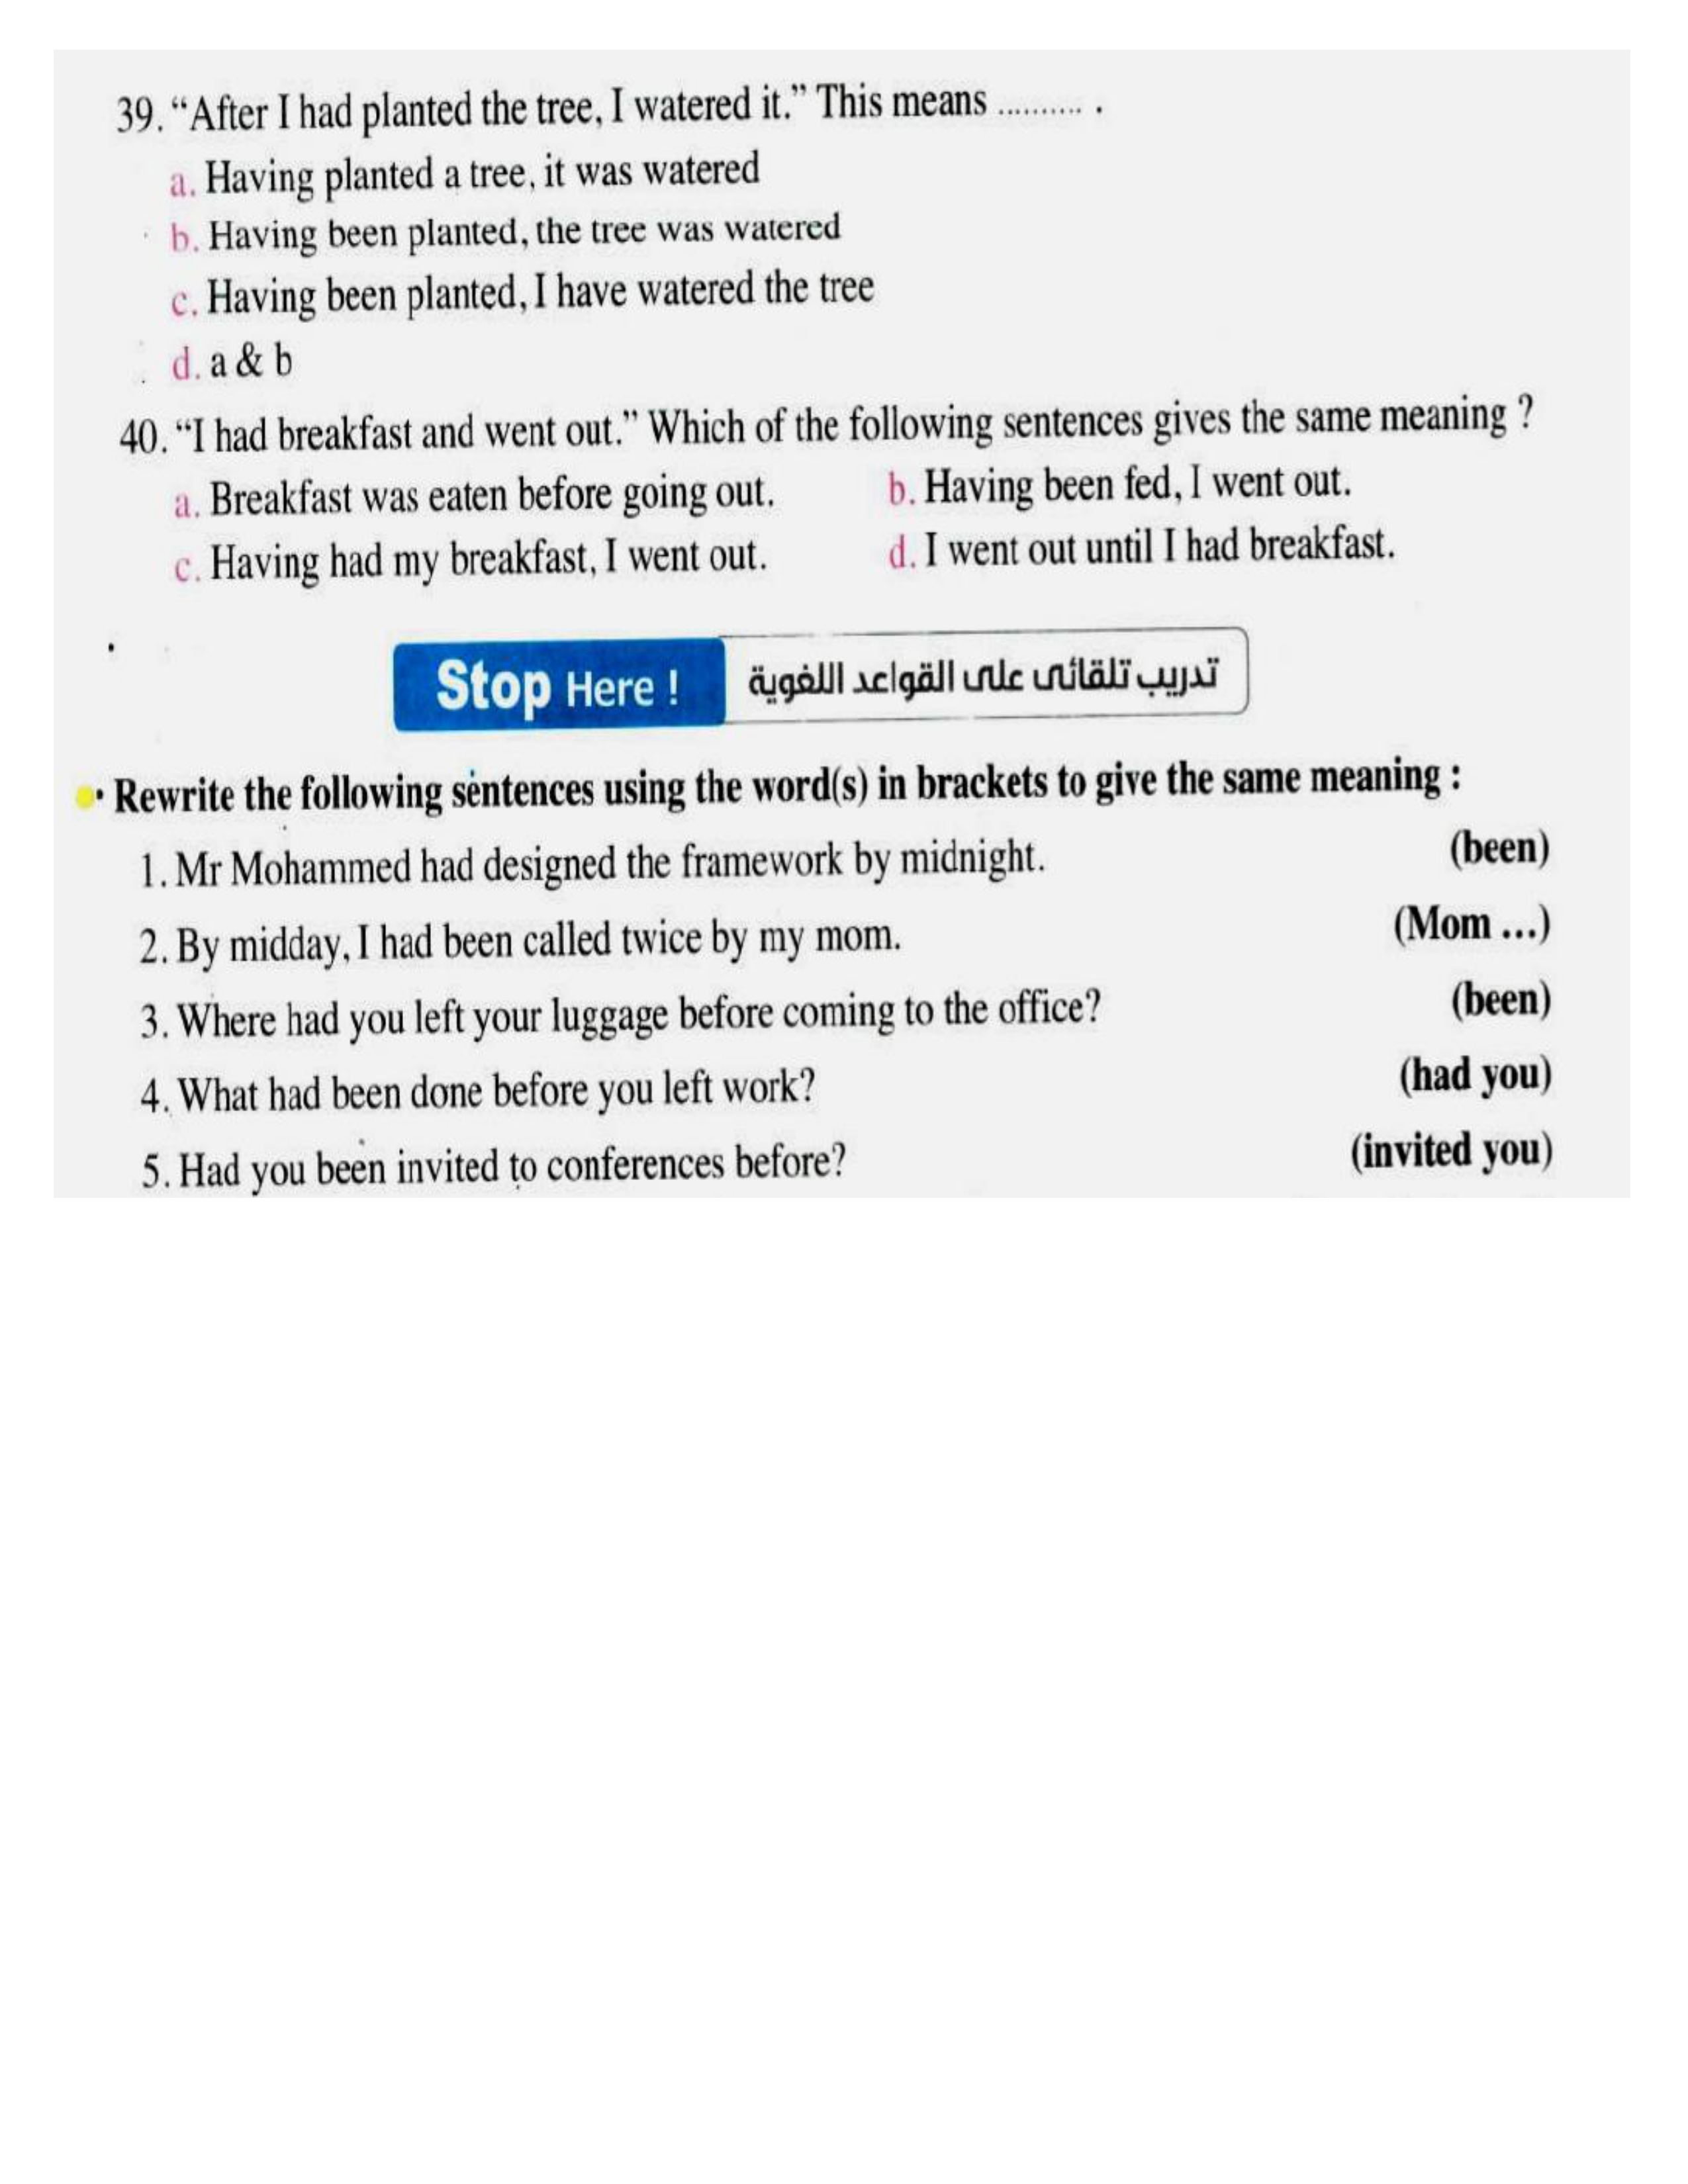 39. “After I had planted the tree, I watered it.” This means .......... .
a. Having planted a tree, it was watered
b. Having been planted, the tree was watered
c. Having been planted, I have watered the tree
d. a & b
40. “I had breakfast and went out.” Which of the following sentences gives the same meaning ?
a. Breakfast was eaten before going out. b. Having been fed, I went out.
c. Having had my breakfast, I went out. d. I went out until I had breakfast.
Stop Here ! تدريب تلقائى على القواعد اللغوية
• Rewrite the following sentences using the word(s) in brackets to give the same meaning :
1. Mr Mohammed had designed the framework by midnight. (been)
2. By midday, I had been called twice by my mom. (Mom ...)
3. Where had you left your luggage before coming to the office? (been)
4. What had been done before you left work? (had you)
5. Had you been invited to conferences before? (invited you)